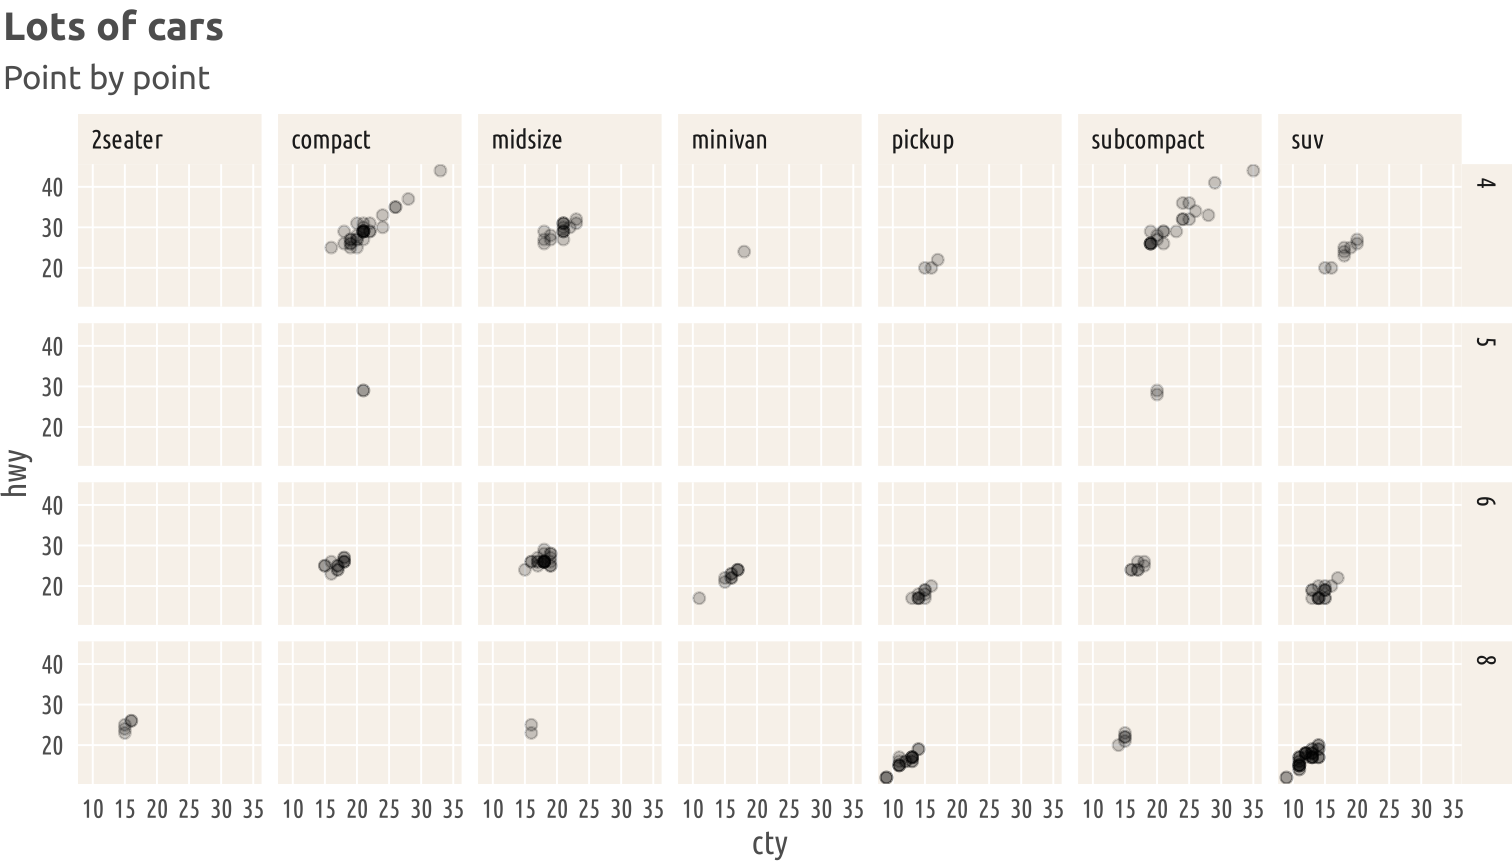 Lots of cars
Point by point
2seater compact midsize minivan pickup subcompact suv
40 30 20 4
40 30 20 5
hwy
40 30 20 6
40 30 20 8
10 15 20 25 30 35 10 15 20 25 30 35 10 15 20 25 30 35 10 15 20 25 30 35 10 15 20 25 30 35 10 15 20 25 30 35 10 15 20 25 30 35
cty